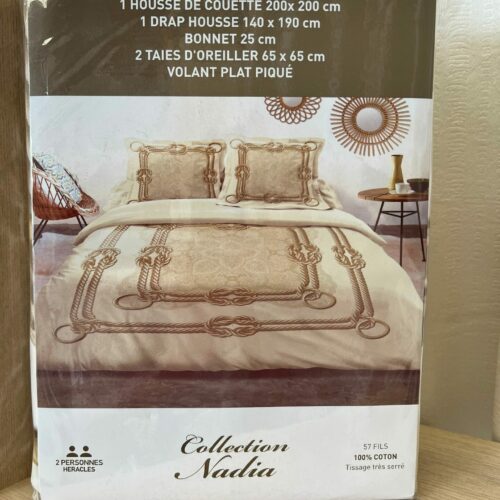 1 HOUSSE DE COUETTE 200x 200 cm
1 DRAP HOUSSE 140 x 190 cm
BONNET 25 cm
2 TAIES D'OREILLER 65 x 65 cm
VOLANT PLAT PIQUÉ
2 PERSONNES
HERACLES
Collection
Nadia
57 FILS
100% COTON
Tissage très serré